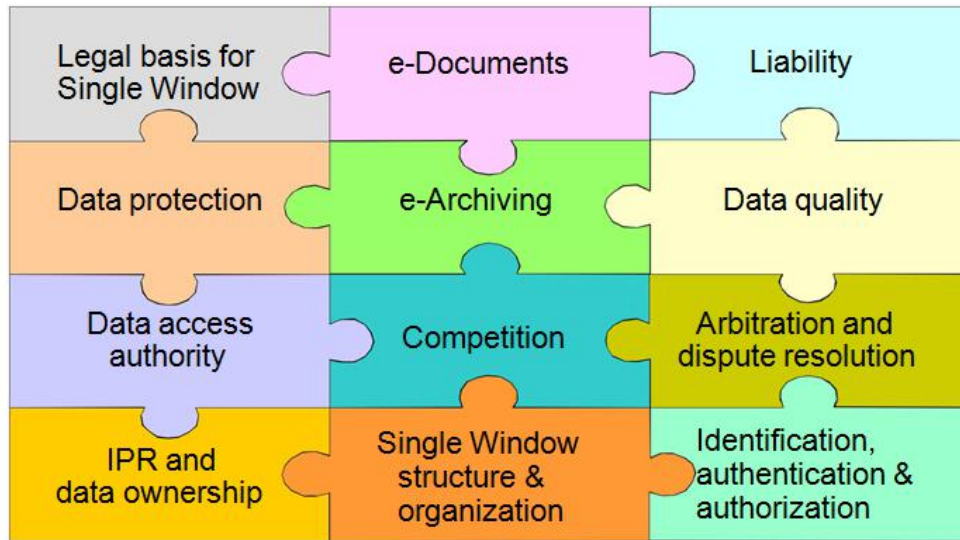 Legal basis for
Single Window
e-Documents
Liability
Data protection
e-Archiving
Data quality
Data access
authority
Competition
Arbitration and
dispute resolution
IPR and
data ownership
Single Window
structure &
organization
Identification,
authentication &
authorization